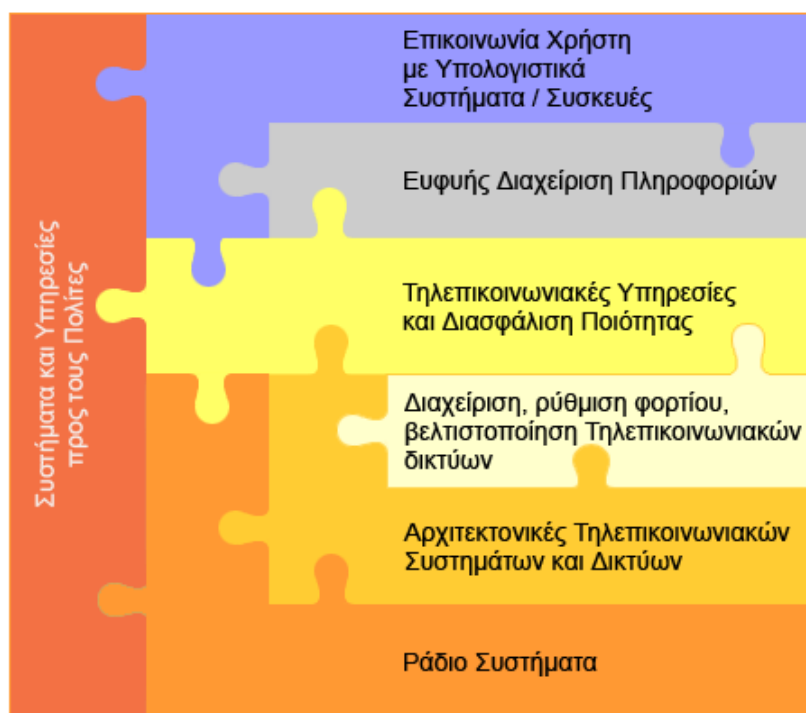 Συστήματα και Υπηρεσίες
προς τους Πολίτες
Επικοινωνία Χρήστη
με Υπολογιστικά
Συστήματα / Συσκευές
Ευφυής Διαχείριση Πληροφοριών
Τηλεπικοινωνιακές Υπηρεσίες
και Διασφάλιση Ποιότητας
Διαχείριση, ρύθμιση φορτίου,
βελτιστοποίηση Τηλεπικοινωνιακών
δικτύων
Αρχιτεκτονικές Τηλεπικοινωνιακών
Συστημάτων και Δικτύων
Ράδιο Συστήματα